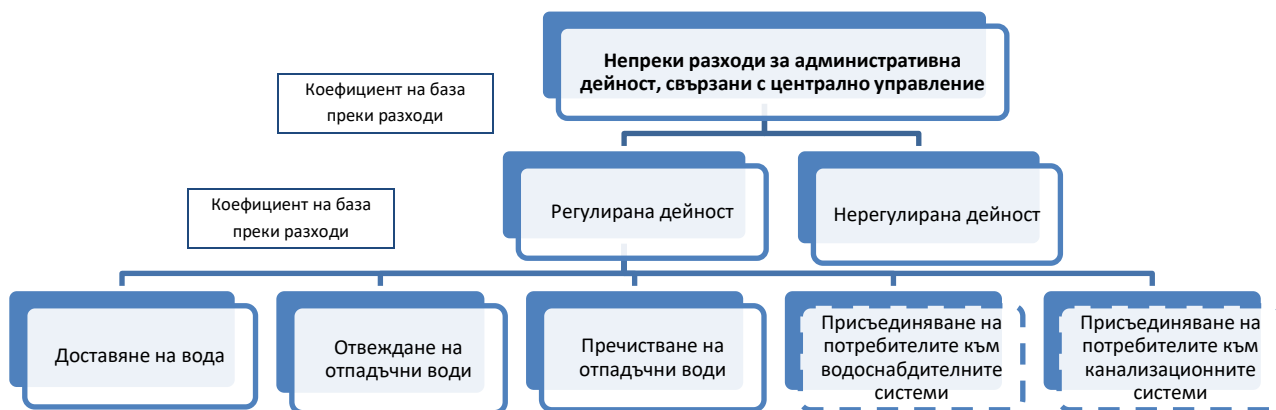 Непреки разходи за административна
дейност, свързани с централно управление
Коефициент на база
преки разходи
Регулирана дейност
Нерегулирана дейност
Коефициент на база
преки разходи
Доставяне на вода
Отвеждане на
отпадъчни води
Пречистване на
отпадъчни води
Присъединяване на
потребителите към
водоснабдителните
системи
Присъединяване на
потребителите към
канализационните
системи